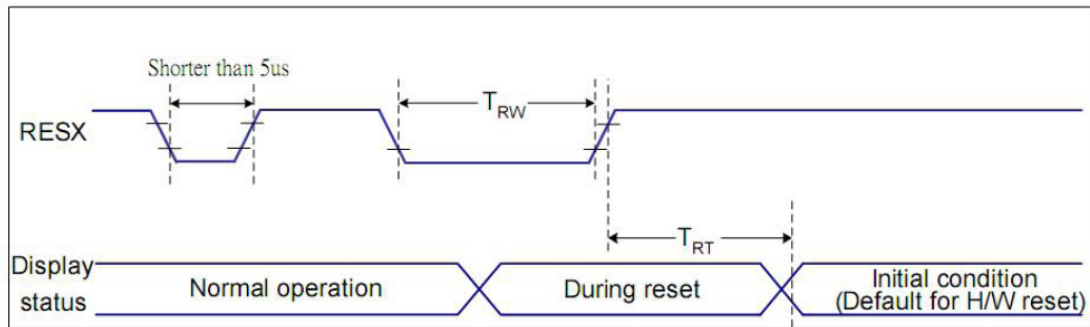 Shorter than 5us
RESX
TRW
TRT
Display
status
Normal operation
During reset
Initial condition
(Default for H/W reset)